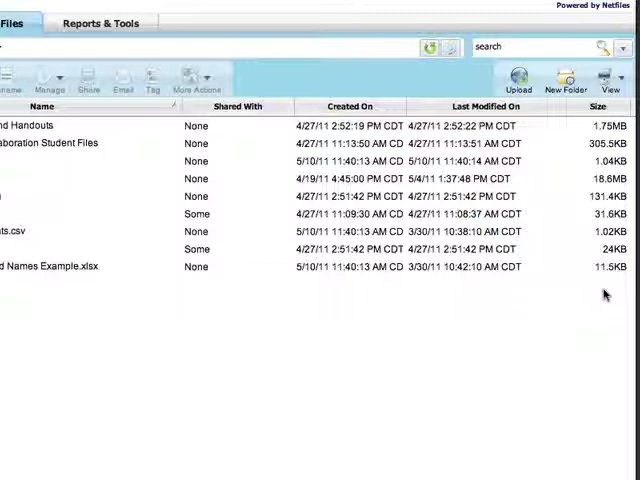 Powered by Netfiles
Files Reports & Tools
search
name Manage Share Email Tag More Actions Upload New Folder View
Name Shared With Created On Last Modified On Size
nd Handouts None 4/27/11 2:52:19 PM CDT 4/27/11 2:52:22 PM CDT 1.75MB
aboration Student Files None 4/27/11 11:13:50 AM CD 4/27/11 11:13:51 AM CDT 305.5KB
None 5/10/11 11:40:13 AM CD 5/10/11 11:40:14 AM CDT 1.04KB
None 4/19/11 4:45:00 PM CDT 5/4/11 1:37:48 PM CDT 18.6MB
) None 4/27/11 2:51:42 PM CDT 4/27/11 2:51:42 PM CDT 131.4KB
Some 4/27/11 11:09:30 AM CD 4/27/11 11:08:37 AM CDT 31.6KB
ts.csv None 5/10/11 11:40:13 AM CD 3/30/11 10:38:10 AM CDT 1.02KB
Some 4/27/11 2:51:42 PM CDT 4/27/11 2:51:42 PM CDT 24KB
d Names Example.xlsx None 5/10/11 11:40:13 AM CD 3/30/11 10:42:10 AM CDT 11.5KB